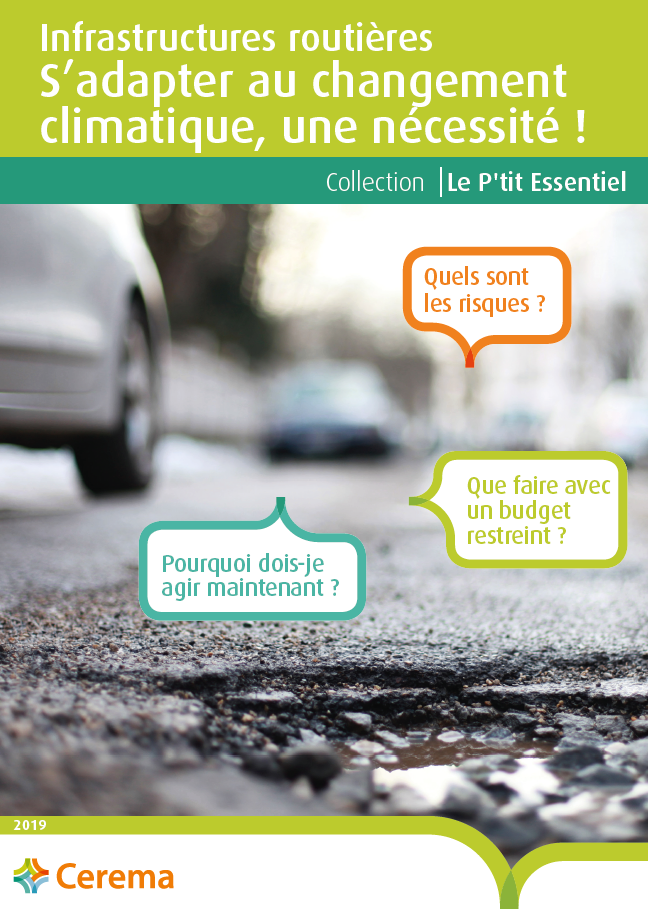 Infrastructures routières
S’adapter au changement
climatique, une nécessité !
Collection | Le P'tit Essentiel
Quels sont
les risques ?
Que faire avec
un budget
restreint ?
Pourquoi dois-je
agir maintenant ?
2019
Cerema